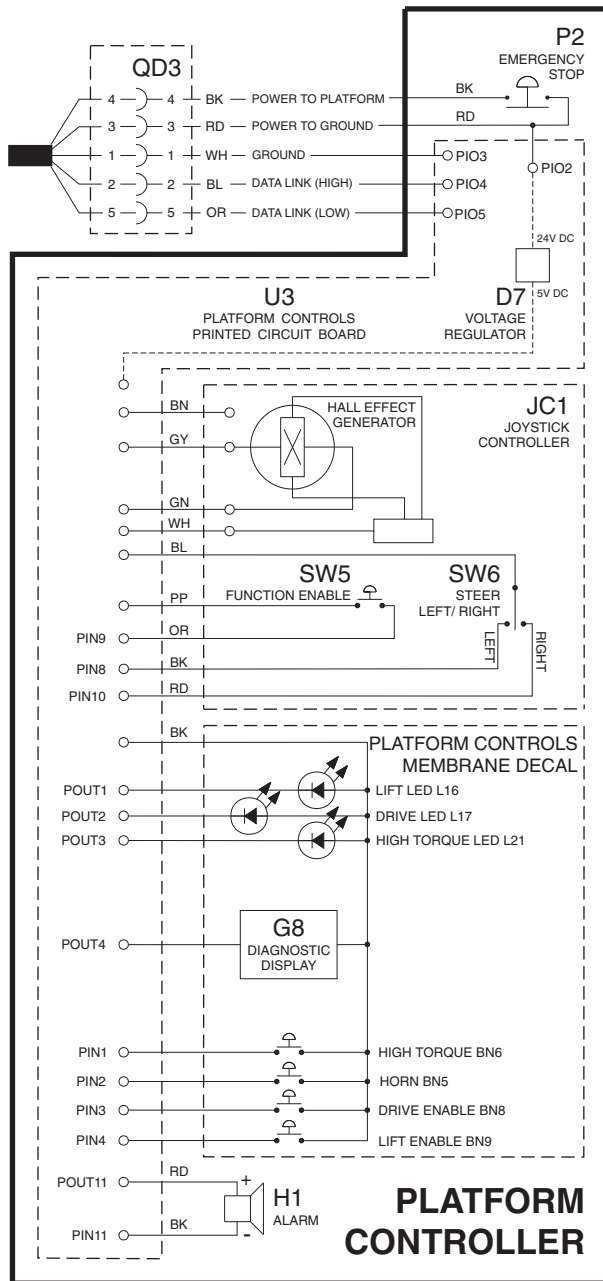 P2
EMERGENCY
STOP
QD3
4 4 BK POWER TO PLATFORM BK
3 3 RD POWER TO GROUND RD
1 1 WH GROUND PIO3
PIO2
2 2 BL DATA LINK (HIGH) PIO4
5 5 OR DATA LINK (LOW) PIO5
24V DC
5V DC
U3
PLATFORM CONTROLS
PRINTED CIRCUIT BOARD
D7
VOLTAGE
REGULATOR
BN
HALL EFFECT
GENERATOR
JC1
JOYSTICK
CONTROLLER
GY
GN
WH
BL
SW5
FUNCTION ENABLE
SW6
STEER
LEFT/ RIGHT
PP
PIN9 OR
LEFT
RIGHT
PIN8 BK
PIN10 RD
BK
PLATFORM CONTROLS
MEMBRANE DECAL
POUT1 LIFT LED L16
POUT2 DRIVE LED L17
POUT3 HIGH TORQUE LED L21
POUT4
G8
DIAGNOSTIC
DISPLAY
PIN1 HIGH TORQUE BN6
PIN2 HORN BN5
PIN3 DRIVE ENABLE BN8
PIN4 LIFT ENABLE BN9
POUT11 RD
+
H1
ALARM
-
PIN11 BK
PLATFORM
CONTROLLER